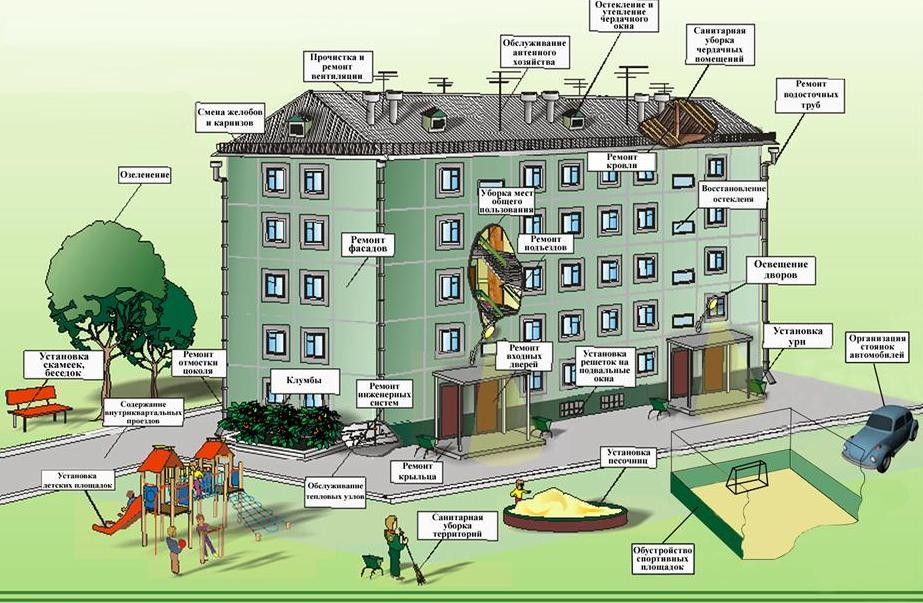 Остекление и
утепление
чердачного
окна
Санитарная
уборка
чердачных
помещений
Обслуживание
антенного
хозяйства
Прочистка и
ремонт
вентиляции
Ремонт
водосточных
труб
Смена желобов
и карнизов
Ремонт
кровли
Озеленение
Восстановление
остекленя
Уборка мест
общего
пользования
Ремонт
фасадов
Ремонт
подъездов
Освещение
дворов
Установка
урн
Организация
стоянок
автомобилей
Установка
скамеек,
беседок
Ремонт
отмостки
цоколя
Ремонт
входных
дверей
Установка
решеток на
подвальные
окна
Клумбы
Ремонт
инженерных
систем
Содержание
внутриквартальных
проездов
Установка
песочниц
Установка
детских площадок
Ремонт
крыльца
Обслуживание
тепловых узлов
Санитарная
уборка
территорий
Обустройство
спортивных
площадок